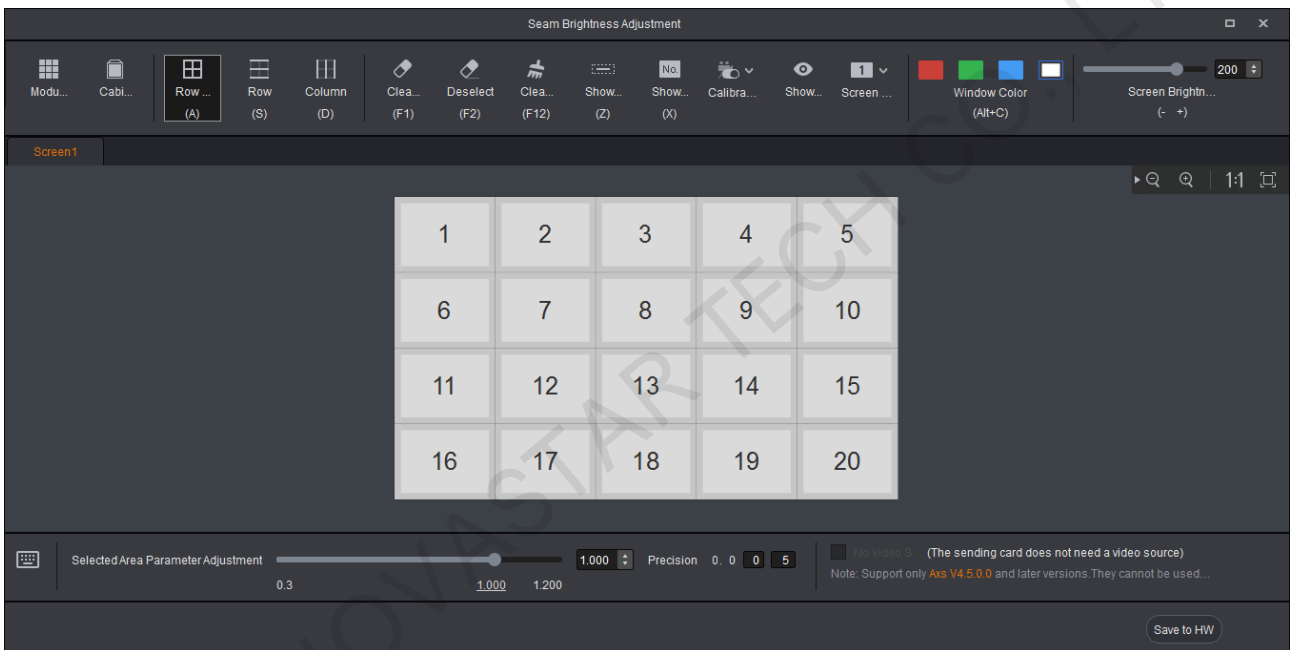 Seam Brightness Adjustment
Modu... Cabi... Row ... Row Column Clea... Deselect Clea... Show... Show... Calibra... Show... Screen ... Window Color Screen Brightn...
No. 1 200
(A) (S) (D) (F1) (F2) (F12) (Z) (X) (Alt+C) (- +)
Screen1
1:1
1 2 3 4 5
6 7 8 9 10
11 12 13 14 15
16 17 18 19 20
Selected Area Parameter Adjustment 1.000 Precision 0. 0 0 5 No Video S... (The sending card does not need a video source)
0.3 1.000 1.200 Note: Support only Axs V4.5.0.0 and later versions.They cannot be used...
Save to HW
NOVASTAR TECH CO., L